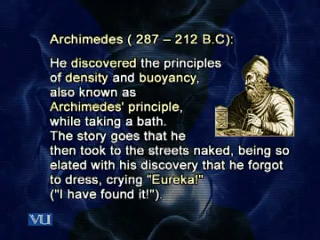 Archimedes ( 287 – 212 B.C):
He discovered the principles
of density and buoyancy,
also known as
Archimedes' principle,
while taking a bath.
The story goes that he
then took to the streets naked, being so
elated with his discovery that he forgot
to dress, crying "Eureka!"
("I have found it!").
VU